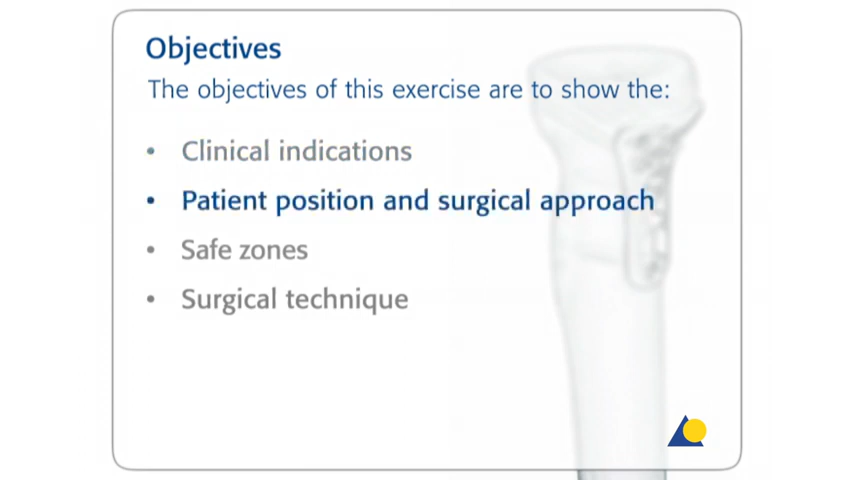 Objectives
The objectives of this exercise are to show the:
• Clinical indications
• Patient position and surgical approach
• Safe zones
• Surgical technique